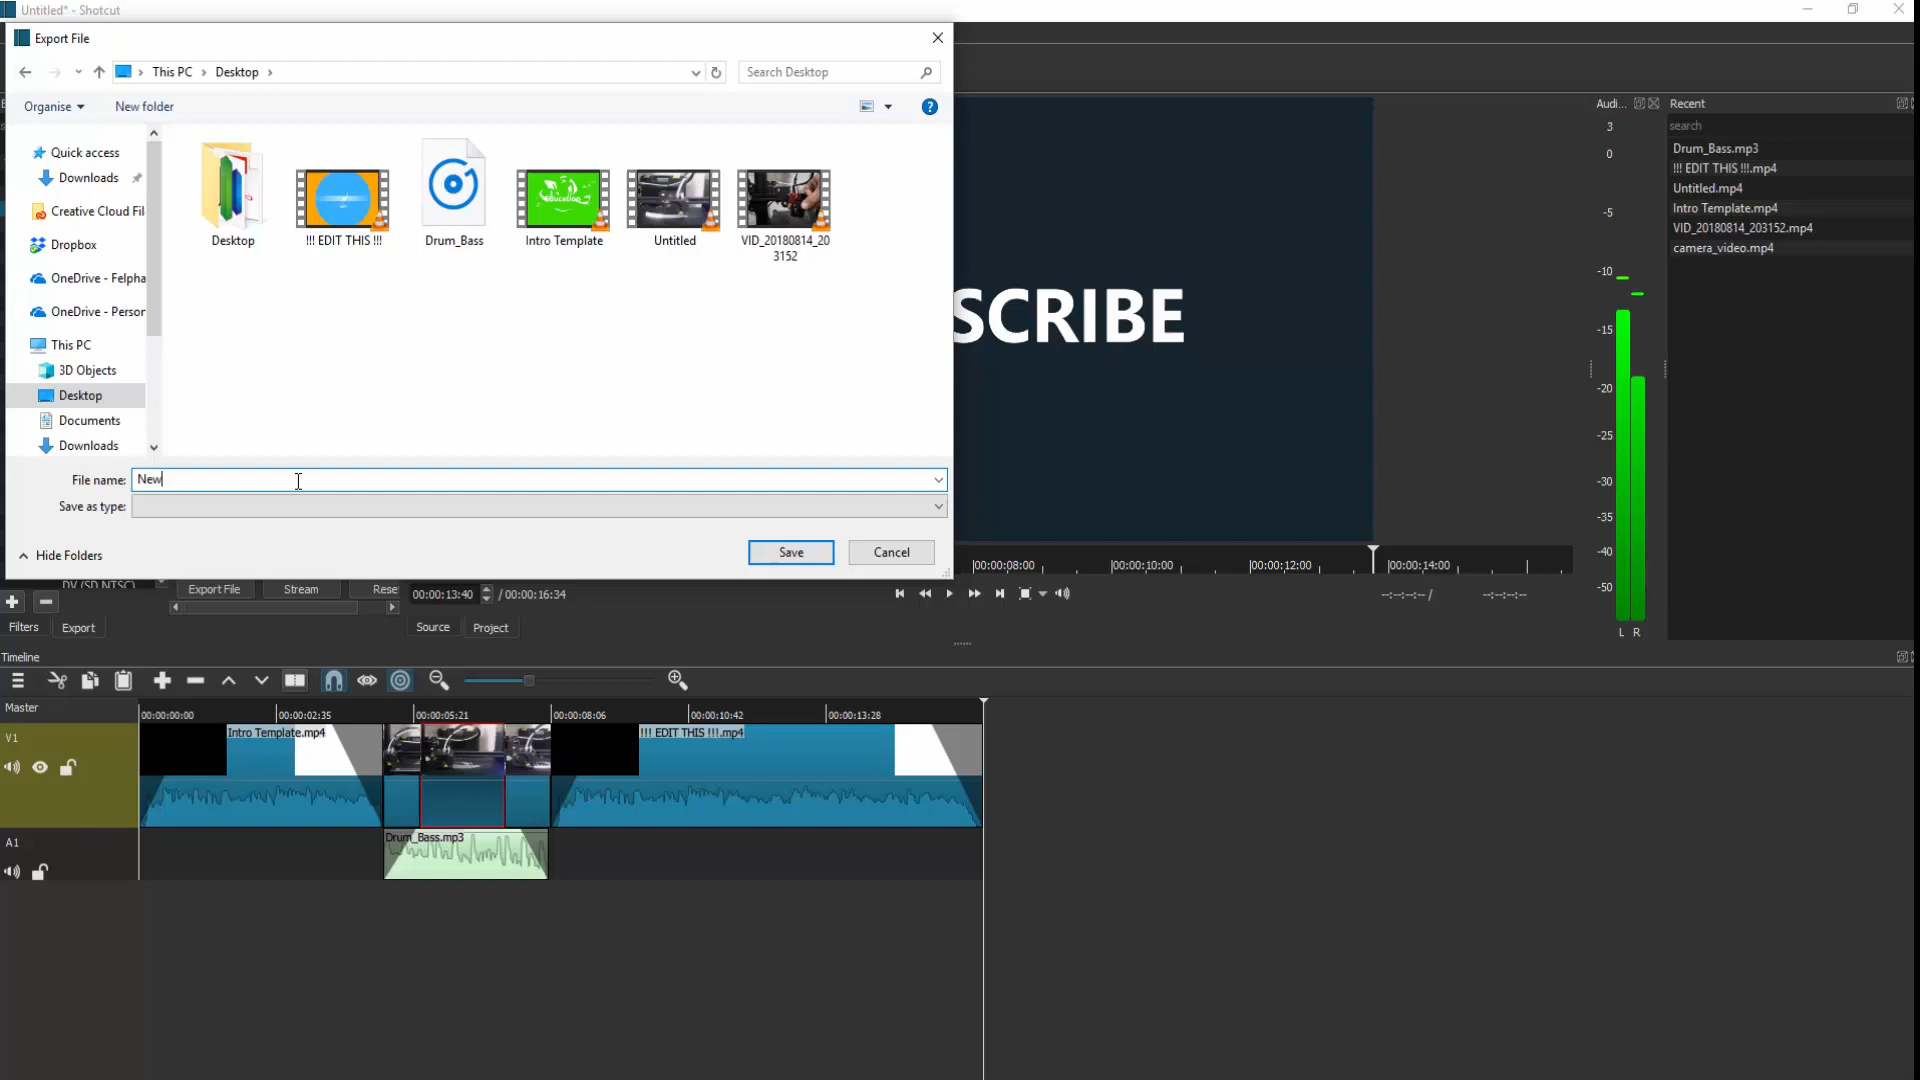 Untitled* - Shotcut
Export File
This PC
Desktop
Search Desktop
Organise
New folder
Quick access
Downloads
Creative Cloud Fil
Dropbox
OneDrive - Felpha
OneDrive - Person
This PC
3D Objects
Desktop
Documents
Downloads
Desktop
!!! EDIT THIS !!!
Drum_Bass
Intro Template
Untitled
VID_20180814_20
3152
Education
File name: New
Save as type:
Hide Folders
Save
Cancel
SCRIBE
Audi...
3
0
-5
-10
-15
-20
-25
-30
-35
-40
-50
L R
Recent
search
Drum_Bass.mp3
!!! EDIT THIS !!!.mp4
Untitled.mp4
Intro Template.mp4
VID_20180814_203152.mp4
camera_video.mp4
DV (SD NTSC)
Export File
Stream
Rese
Filters
Export
00:00:08:00
00:00:10:00
00:00:12:00
00:00:14:00
00:00:13:40 / 00:00:16:34
--:--:--:-- /
--:--:--:--
Source
Project
Timeline
Master
00:00:00:00
00:00:02:35
00:00:05:21
00:00:08:06
00:00:10:42
00:00:13:28
V1
Intro Template.mp4
!!! EDIT THIS !!!.mp4
A1
Drum_Bass.mp3